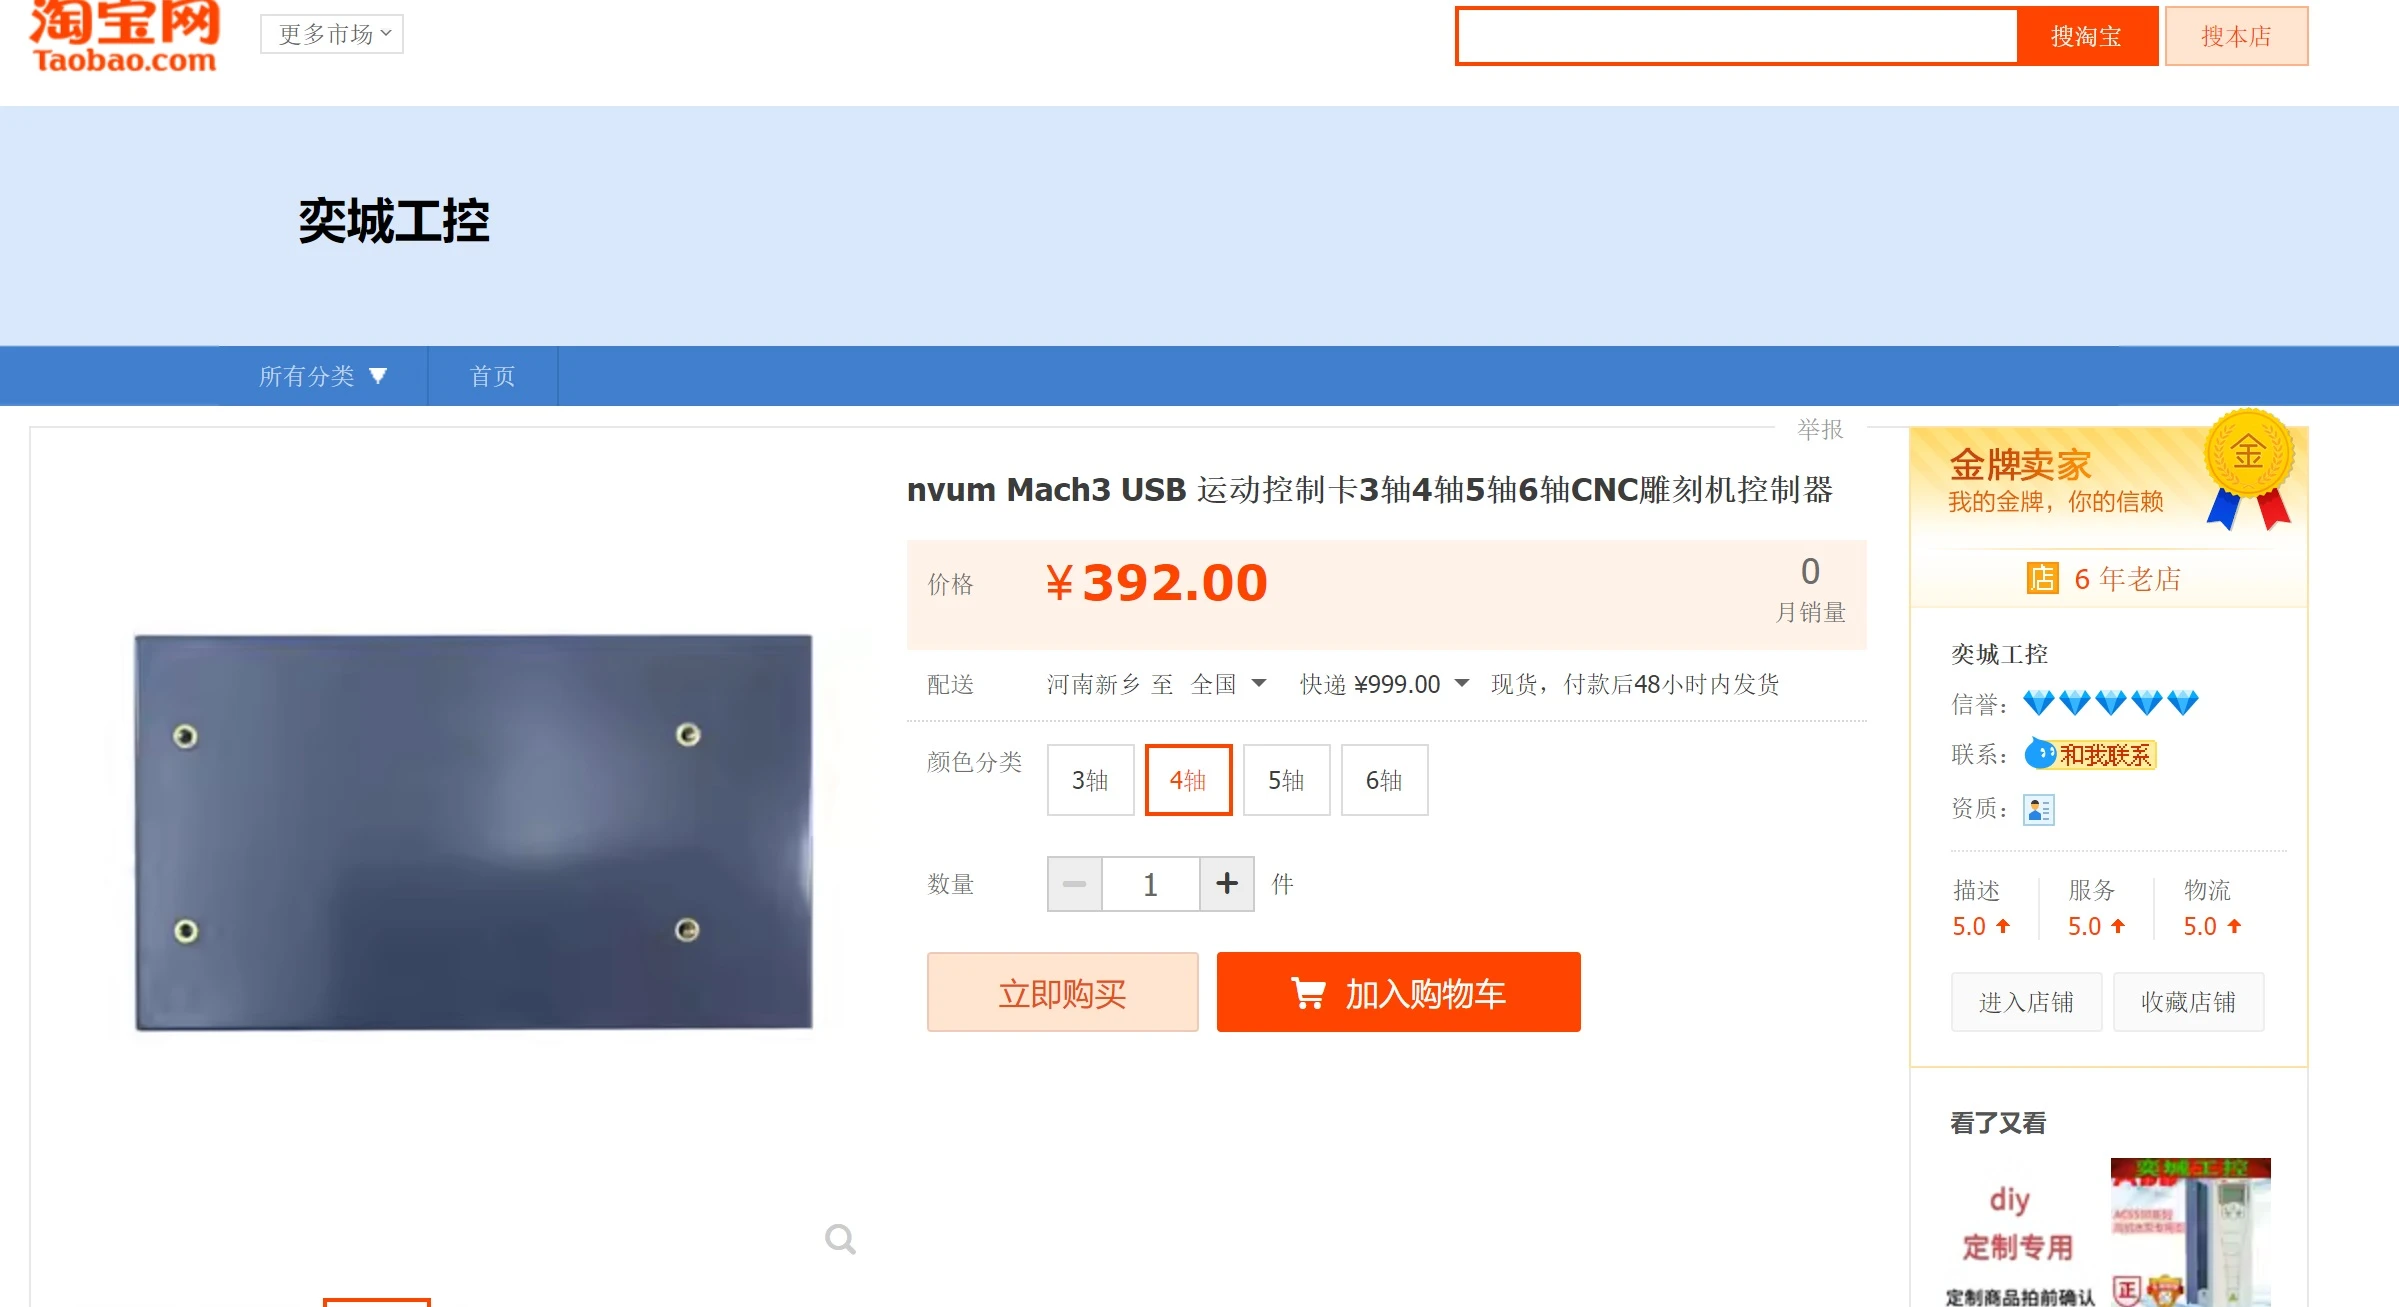 淘宝网
Taobao.com
更多市场
搜淘宝
搜本店
奕城工控
所有分类
首页
举报
nvum Mach3 USB 运动控制卡3轴4轴5轴6轴CNC雕刻机控制器
价格
¥392.00
0
月销量
配送
河南新乡 至 全国 快递 ¥999.00 现货，付款后48小时内发货
颜色分类
3轴
4轴
5轴
6轴
数量
1
件
立即购买
加入购物车
金牌卖家
金
我的金牌，你的信赖
店 6 年老店
奕城工控
信誉：
联系： 和我联系
资质：
描述 服务 物流
5.0 5.0 5.0
进入店铺
收藏店铺
看了又看
diy
定制专用
定制商品拍前确认
奕城工控
ABB
正